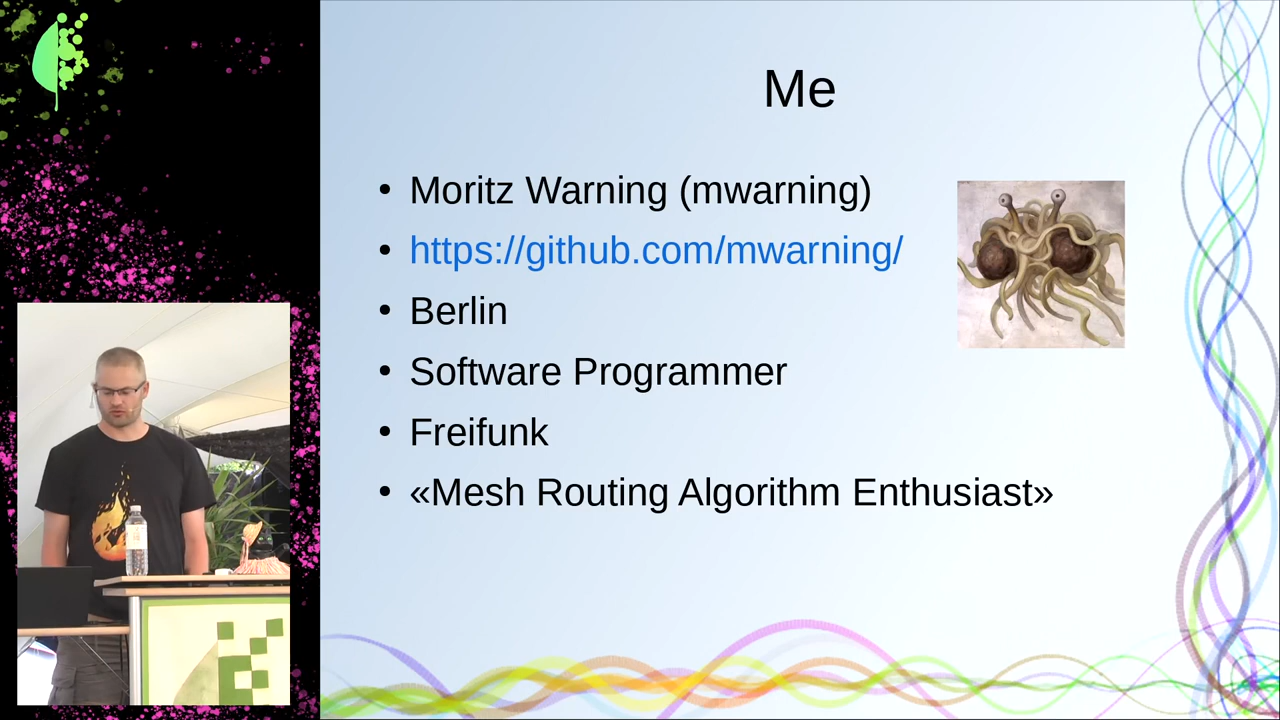 Me
Moritz Warning (mwarning)
https://github.com/mwarning/
Berlin
Software Programmer
Freifunk
«Mesh Routing Algorithm Enthusiast»